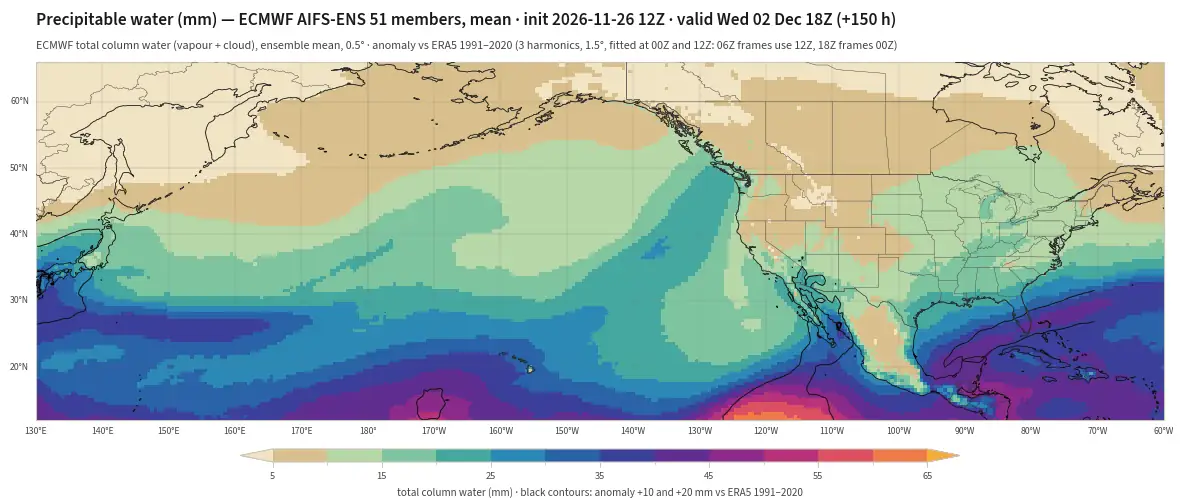 Precipitable water (mm) — ECMWF AIFS-ENS 51 members, mean · init 2026-11-26 12Z · valid Wed 02 Dec 18Z (+150 h)
ECMWF total column water (vapour + cloud), ensemble mean, 0.5° · anomaly vs ERA5 1991–2020 (3 harmonics, 1.5°, fitted at 00Z and 12Z: 06Z frames use 12Z, 18Z frames 00Z)
60°N
50°N
40°N
30°N
20°N
130°E 140°E 150°E 160°E 170°E 180° 170°W 160°W 150°W 140°W 130°W 120°W 110°W 100°W 90°W 80°W 70°W 60°W
5 15 25 35 45 55 65
total column water (mm) · black contours: anomaly +10 and +20 mm vs ERA5 1991–2020